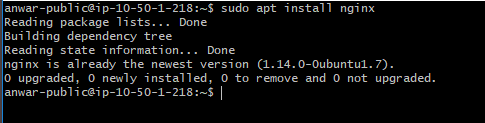 anwar-public@ip-10-50-1-218:~$ sudo apt install nginx
Reading package lists... Done
Building dependency tree
Reading state information... Done
nginx is already the newest version (1.14.0-0ubuntu1.7).
0 upgraded, 0 newly installed, 0 to remove and 0 not upgraded.
anwar-public@ip-10-50-1-218:~$